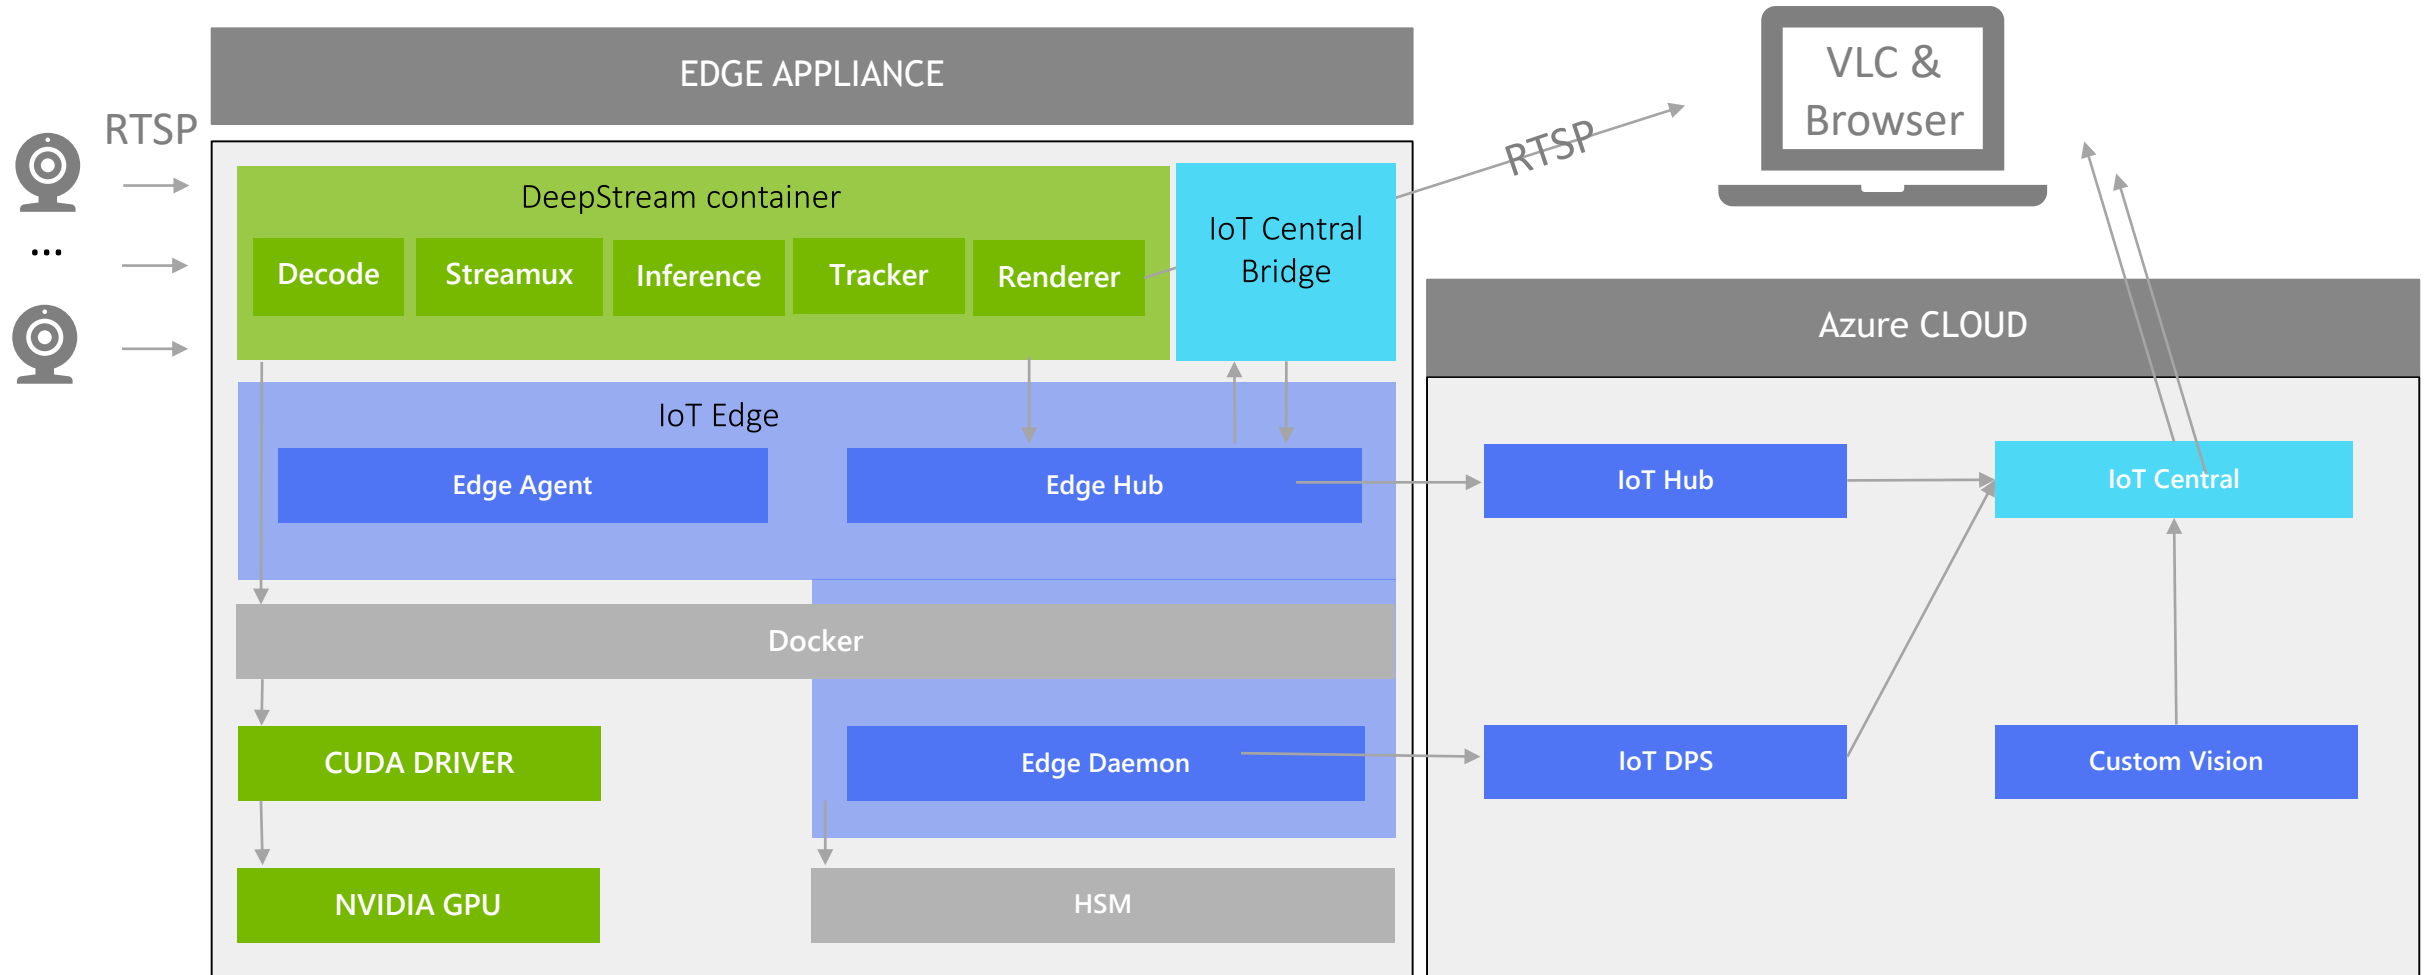 EDGE APPLIANCE
VLC &
Browser
RTSP
RTSP
DeepStream container
IoT Central
Bridge
Decode
Streamux
Inference
Tracker
Renderer
Azure CLOUD
IoT Edge
Edge Agent
Edge Hub
IoT Hub
IoT Central
Docker
CUDA DRIVER
Edge Daemon
IoT DPS
Custom Vision
NVIDIA GPU
HSM
...